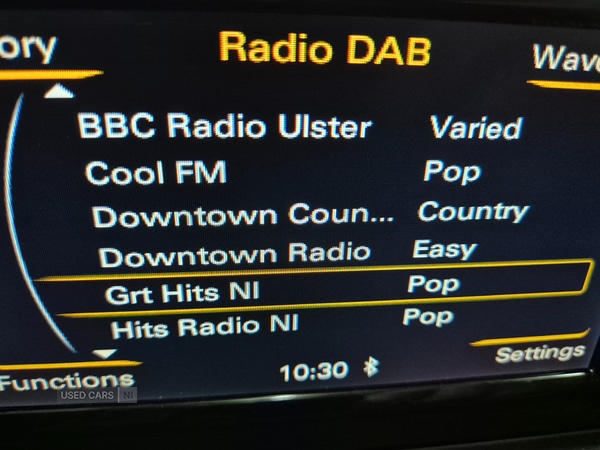 ory Radio DAB Wave
BBC Radio Ulster Varied
Cool FM Pop
Downtown Coun... Country
Downtown Radio Easy
Grt Hits NI Pop
Hits Radio NI Pop
Functions 10:30 Settings
USED CARS NI